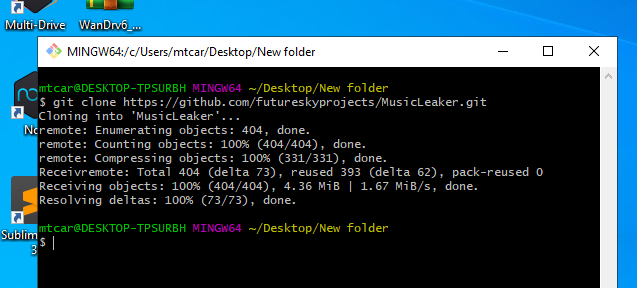 Multi-Drive
WanDrv6_...
MINGW64:/c/Users/mtcar/Desktop/New folder
mtcar@DESKTOP-TPSURBH MINGW64 ~/Desktop/New folder
$ git clone https://github.com/futureskyprojects/MusicLeaker.git
Cloning into 'MusicLeaker'...
remote: Enumerating objects: 404, done.
remote: Counting objects: 100% (404/404), done.
remote: Compressing objects: 100% (331/331), done.
Receivremote: Total 404 (delta 73), reused 393 (delta 62), pack-reused 0
Receiving objects: 100% (404/404), 4.36 MiB | 1.67 MiB/s, done.
Resolving deltas: 100% (73/73), done.
mtcar@DESKTOP-TPSURBH MINGW64 ~/Desktop/New folder
$
No
Sublim
3